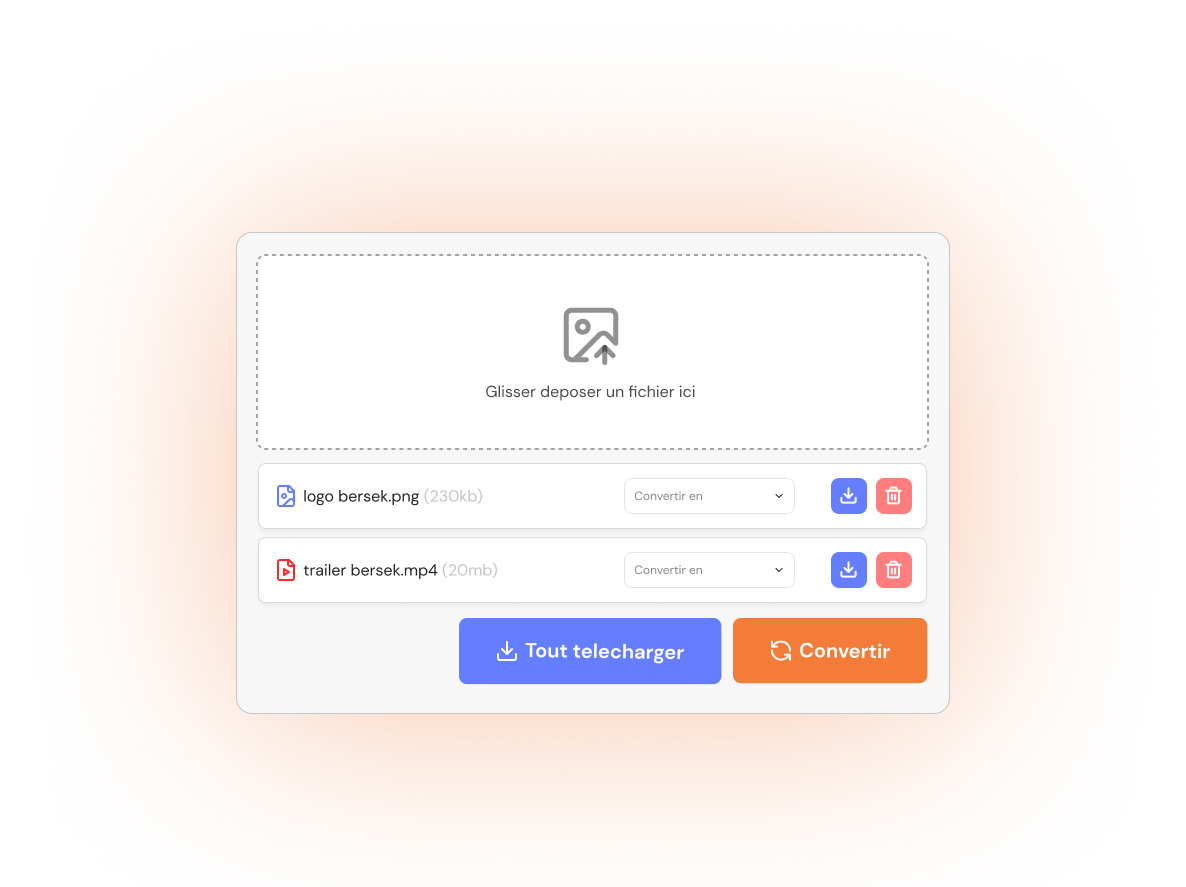 Glisser deposer un fichier ici
logo bersek.png (230kb)
Convertir en
trailer bersek.mp4 (20mb)
Convertir en
Tout telecharger
Convertir